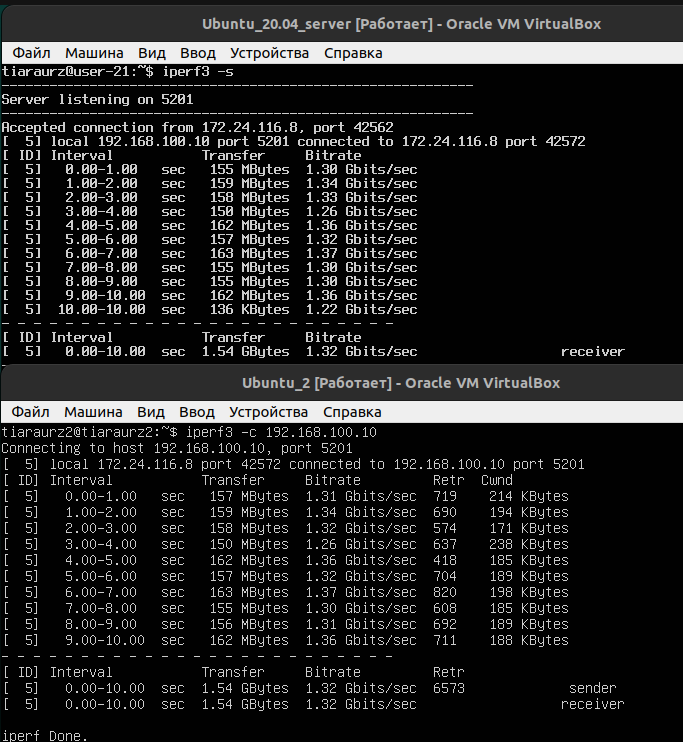 Ubuntu_20.04_server [Работает] - Oracle VM VirtualBox
Файл Машина Вид Ввод Устройства Справка
tiaraurz@user-21:~$ iperf3 -s
-----------------------------------------------------------
Server listening on 5201
-----------------------------------------------------------
Accepted connection from 172.24.116.8, port 42562
[  5] local 192.168.100.10 port 5201 connected to 172.24.116.8 port 42572
[ ID] Interval           Transfer     Bitrate
[  5]   0.00-1.00   sec   155 MBytes  1.30 Gbits/sec
[  5]   1.00-2.00   sec   159 MBytes  1.34 Gbits/sec
[  5]   2.00-3.00   sec   158 MBytes  1.33 Gbits/sec
[  5]   3.00-4.00   sec   150 MBytes  1.26 Gbits/sec
[  5]   4.00-5.00   sec   162 MBytes  1.36 Gbits/sec
[  5]   5.00-6.00   sec   157 MBytes  1.32 Gbits/sec
[  5]   6.00-7.00   sec   163 MBytes  1.37 Gbits/sec
[  5]   7.00-8.00   sec   155 MBytes  1.30 Gbits/sec
[  5]   8.00-9.00   sec   155 MBytes  1.30 Gbits/sec
[  5]   9.00-10.00  sec   162 MBytes  1.36 Gbits/sec
[  5]  10.00-10.00  sec   136 KBytes  1.22 Gbits/sec
- - - - - - - - - - - - - - - - - - - - - - - - -
[ ID] Interval           Transfer     Bitrate
[  5]   0.00-10.00  sec  1.54 GBytes  1.32 Gbits/sec                  receiver
Ubuntu_2 [Работает] - Oracle VM VirtualBox
Файл Машина Вид Ввод Устройства Справка
tiaraurz2@tiaraurz2:~$ iperf3 -c 192.168.100.10
Connecting to host 192.168.100.10, port 5201
[  5] local 172.24.116.8 port 42572 connected to 192.168.100.10 port 5201
[ ID] Interval           Transfer     Bitrate         Retr  Cwnd
[  5]   0.00-1.00   sec   157 MBytes  1.31 Gbits/sec  719    214 KBytes
[  5]   1.00-2.00   sec   159 MBytes  1.34 Gbits/sec  690    194 KBytes
[  5]   2.00-3.00   sec   158 MBytes  1.32 Gbits/sec  574    171 KBytes
[  5]   3.00-4.00   sec   150 MBytes  1.26 Gbits/sec  637    238 KBytes
[  5]   4.00-5.00   sec   162 MBytes  1.36 Gbits/sec  418    185 KBytes
[  5]   5.00-6.00   sec   157 MBytes  1.32 Gbits/sec  704    189 KBytes
[  5]   6.00-7.00   sec   163 MBytes  1.37 Gbits/sec  820    198 KBytes
[  5]   7.00-8.00   sec   155 MBytes  1.30 Gbits/sec  608    185 KBytes
[  5]   8.00-9.00   sec   156 MBytes  1.31 Gbits/sec  692    189 KBytes
[  5]   9.00-10.00  sec   162 MBytes  1.36 Gbits/sec  711    188 KBytes
- - - - - - - - - - - - - - - - - - - - - - - - -
[ ID] Interval           Transfer     Bitrate         Retr
[  5]   0.00-10.00  sec  1.54 GBytes  1.32 Gbits/sec  6573             sender
[  5]   0.00-10.00  sec  1.54 GBytes  1.32 Gbits/sec                  receiver
iperf Done.